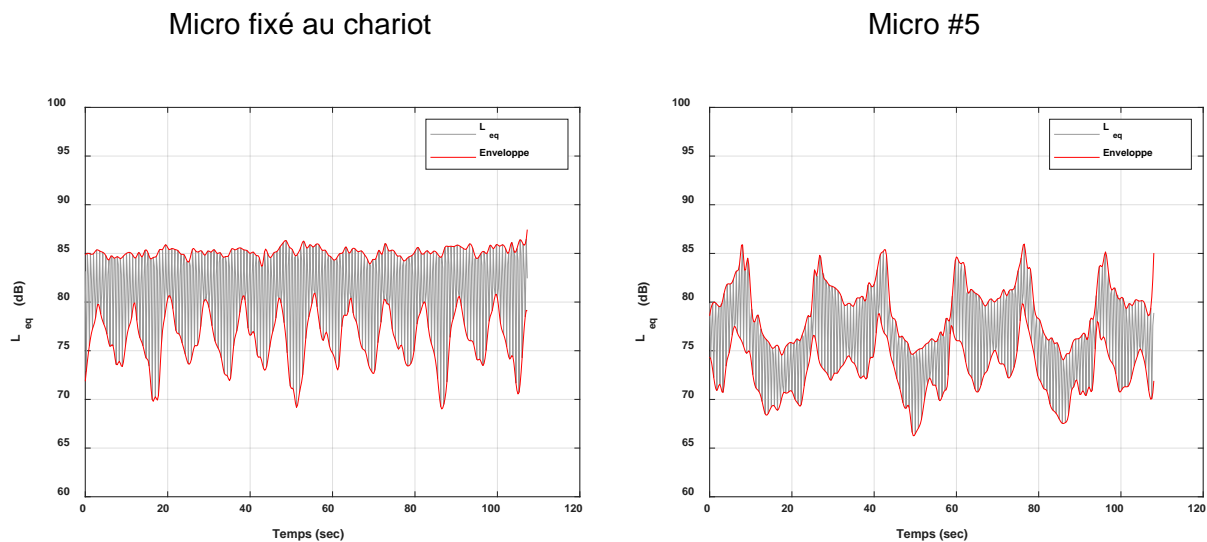 Micro fixé au chariot
Micro #5
100
95
90
85
80
75
70
65
60
L eq (dB)
0 20 40 60 80 100 120
Temps (sec)
L eq
Enveloppe
100
95
90
85
80
75
70
65
60
L eq (dB)
0 20 40 60 80 100 120
Temps (sec)
L eq
Enveloppe